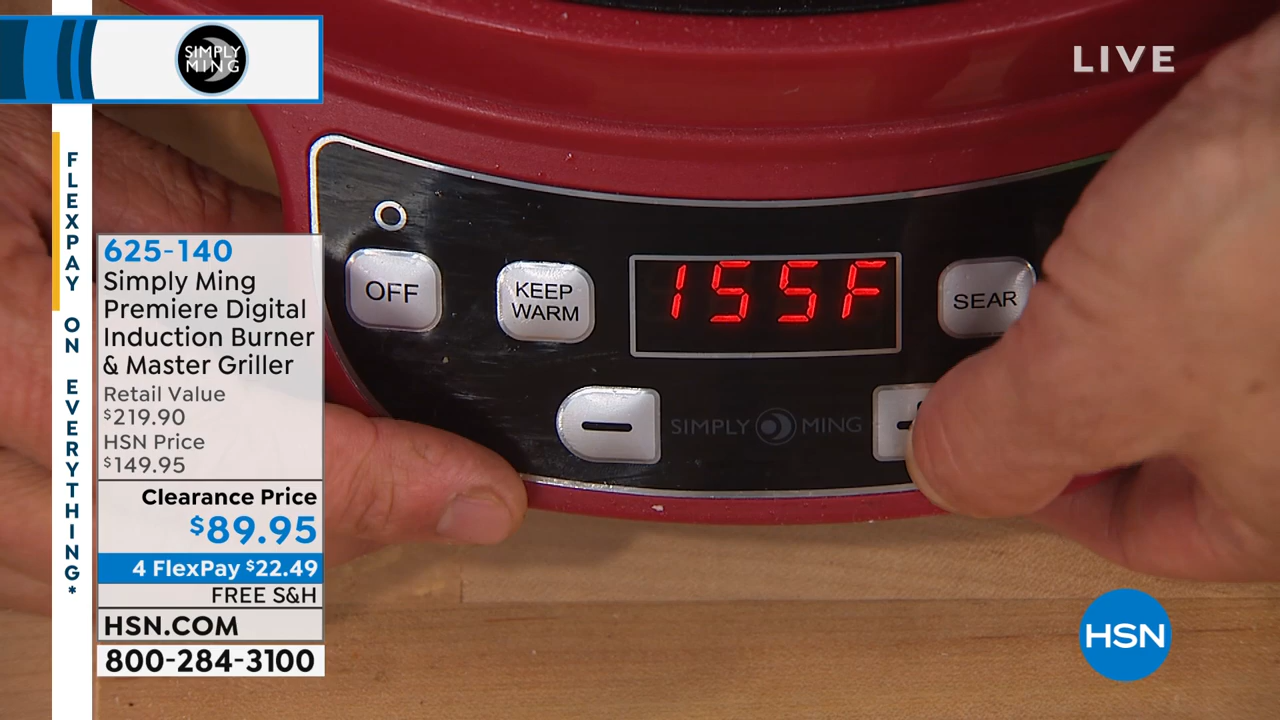 SIMPLY
MING
LIVE
FLEXPAY ON EVERYTHING*
625-140
Simply Ming
Premiere Digital
Induction Burner
& Master Griller
Retail Value
$219.90
HSN Price
$149.95
Clearance Price
$89.95
4 FlexPay $22.49
FREE S&H
HSN.COM
800-284-3100
OFF
KEEP
WARM
155F
SEAR
SIMPLY MING
HSN